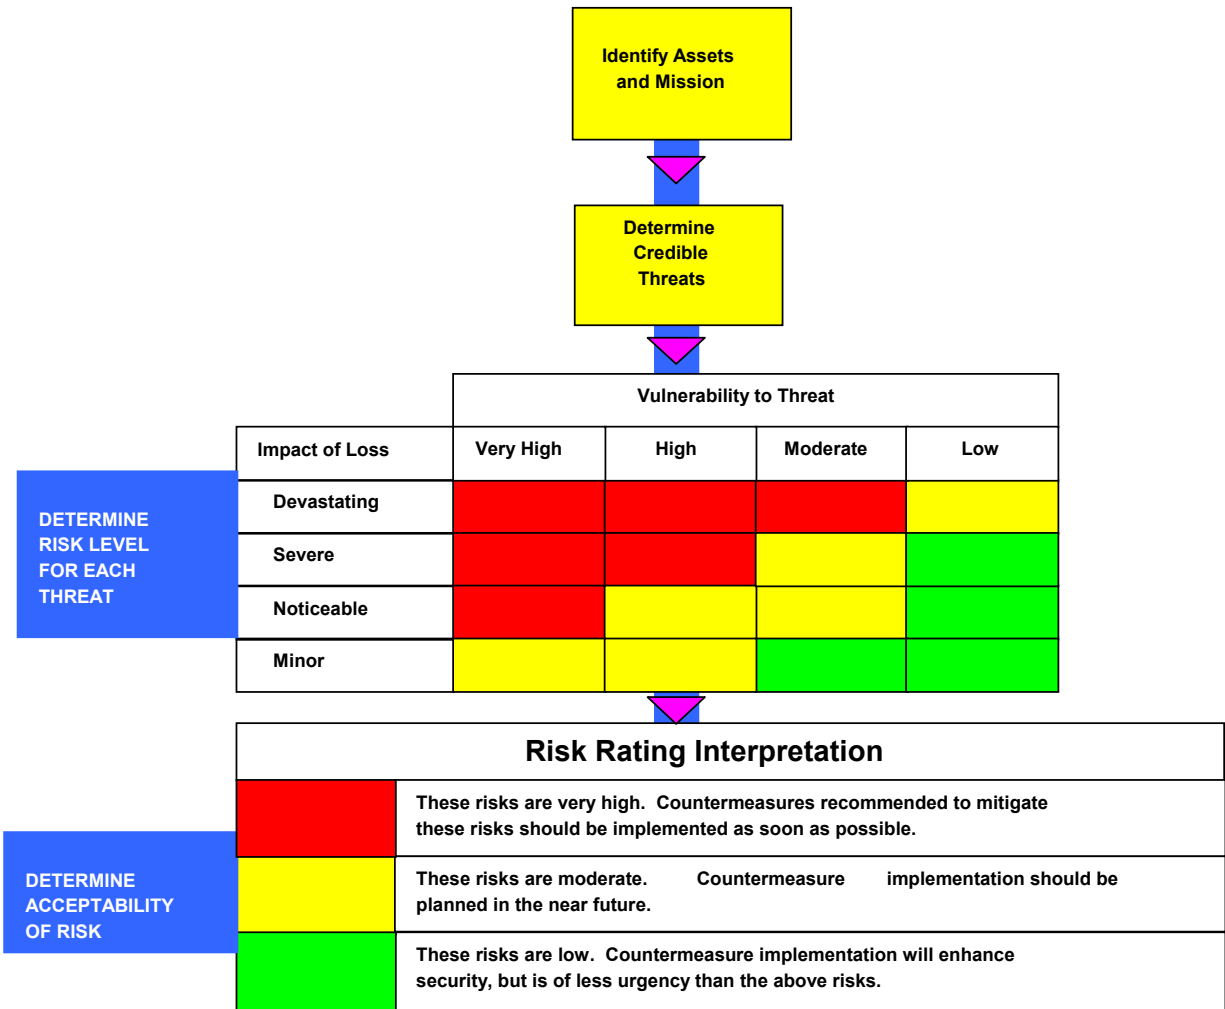 Identify Assets
and Mission
Determine
Credible
Threats
Vulnerability to Threat
Impact of Loss Very High High Moderate Low
DETERMINE
RISK LEVEL
FOR EACH
THREAT
Devastating
Severe
Noticeable
Minor
Risk Rating Interpretation
These risks are very high. Countermeasures recommended to mitigate
these risks should be implemented as soon as possible.
DETERMINE
ACCEPTABILITY
OF RISK
These risks are moderate. Countermeasure implementation should be
planned in the near future.
These risks are low. Countermeasure implementation will enhance
security, but is of less urgency than the above risks.